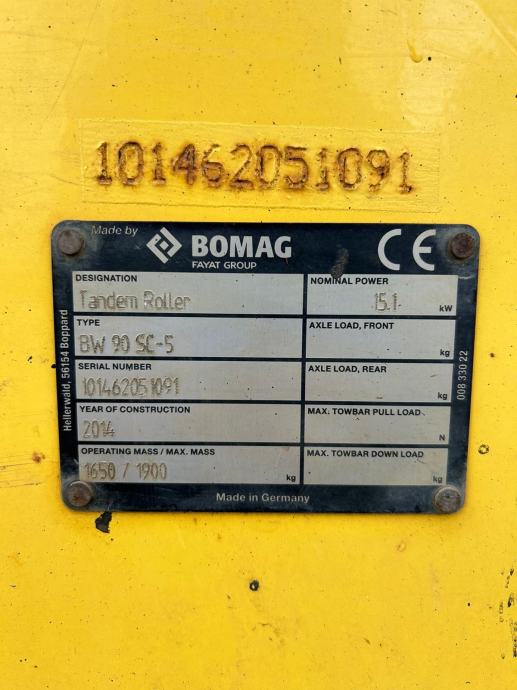 101462051091
Made by
BOMAG
FAYAT GROUP
CE
DESIGNATION
Tandem Roller
NOMINAL POWER
15.1 kW
TYPE
BW 90 SC-5
AXLE LOAD, FRONT
kg
SERIAL NUMBER
101462051091
AXLE LOAD, REAR
kg
YEAR OF CONSTRUCTION
2014
MAX. TOWBAR PULL LOAD
N
OPERATING MASS / MAX. MASS
1650 / 1900 kg
MAX. TOWBAR DOWN LOAD
kg
Made in Germany
Hellerwald, 56154 Boppard
008 330 22